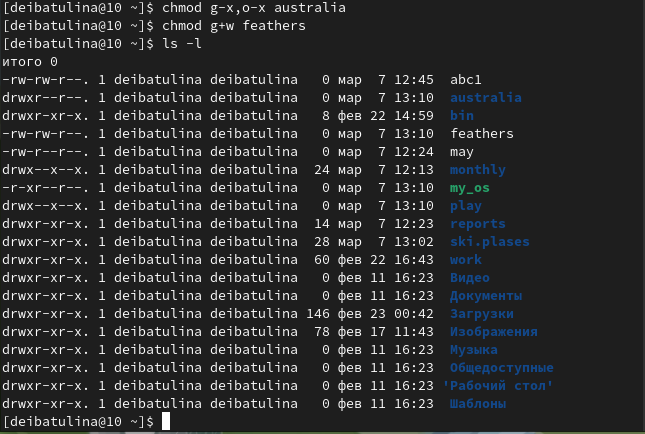 [deibatulina@10 ~]$ chmod g-x,o-x australia
[deibatulina@10 ~]$ chmod g+w feathers
[deibatulina@10 ~]$ ls -l
итого 0
-rw-rw-r--. 1 deibatulina deibatulina   0 мар  7 12:45  abc1
drwxr--r--. 1 deibatulina deibatulina   0 мар  7 13:10  australia
drwxr-xr-x. 1 deibatulina deibatulina   8 фев 22 14:59  bin
-rw-rw-r--. 1 deibatulina deibatulina   0 мар  7 13:10  feathers
-rw-r--r--. 1 deibatulina deibatulina   0 мар  7 12:24  may
drwx--x--x. 1 deibatulina deibatulina  24 мар  7 12:13  monthly
-r-xr--r--. 1 deibatulina deibatulina   0 мар  7 13:10  my_os
drwx--x--x. 1 deibatulina deibatulina   0 мар  7 13:10  play
drwxr-xr-x. 1 deibatulina deibatulina  14 мар  7 12:23  reports
drwxr-xr-x. 1 deibatulina deibatulina  28 мар  7 13:02  ski.plases
drwxr-xr-x. 1 deibatulina deibatulina  60 фев 22 16:43  work
drwxr-xr-x. 1 deibatulina deibatulina   0 фев 11 16:23  Видео
drwxr-xr-x. 1 deibatulina deibatulina   0 фев 11 16:23  Документы
drwxr-xr-x. 1 deibatulina deibatulina 146 фев 23 00:42  Загрузки
drwxr-xr-x. 1 deibatulina deibatulina  78 фев 17 11:43  Изображения
drwxr-xr-x. 1 deibatulina deibatulina   0 фев 11 16:23  Музыка
drwxr-xr-x. 1 deibatulina deibatulina   0 фев 11 16:23  Общедоступные
drwxr-xr-x. 1 deibatulina deibatulina   0 фев 11 16:23 'Рабочий стол'
drwxr-xr-x. 1 deibatulina deibatulina   0 фев 11 16:23  Шаблоны
[deibatulina@10 ~]$